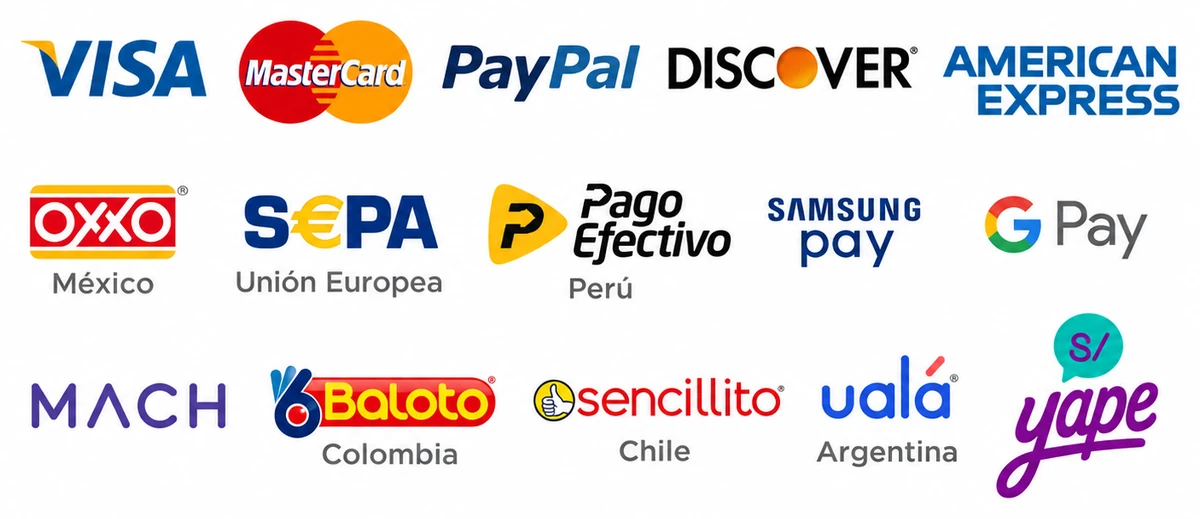 VISA MasterCard PayPal DISCOVER® AMERICAN
EXPRESS
OXXO® S€PA Pago
Efectivo SAMSUNG
pay G Pay
México Unión Europea Perú
MACH Baloto® sencillito® ualá® S/
yape
Colombia Chile Argentina